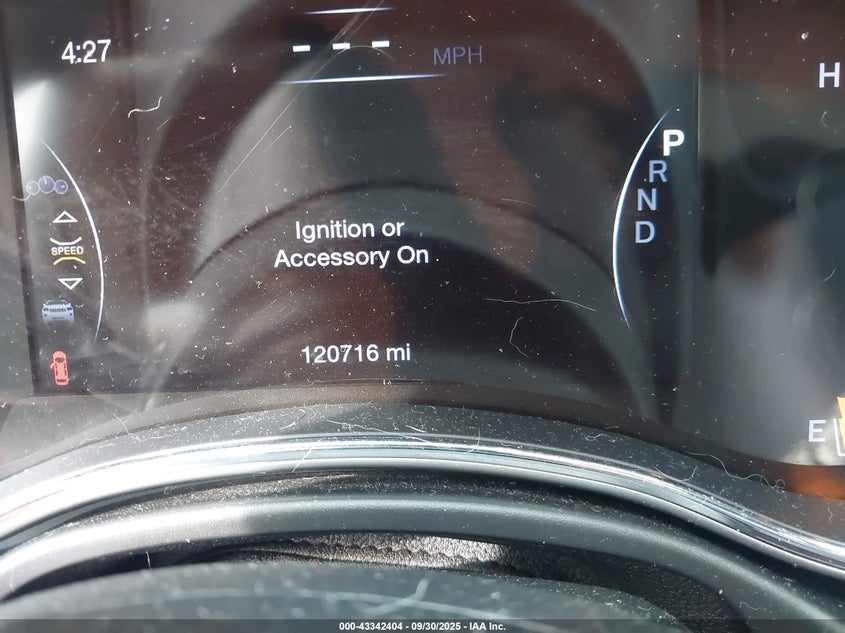 4:27
- - - MPH
H
P
R
N
D
SPEED
Ignition or
Accessory On
120716 mi
E
000-43342404 - 09/30/2025 - IAA Inc.